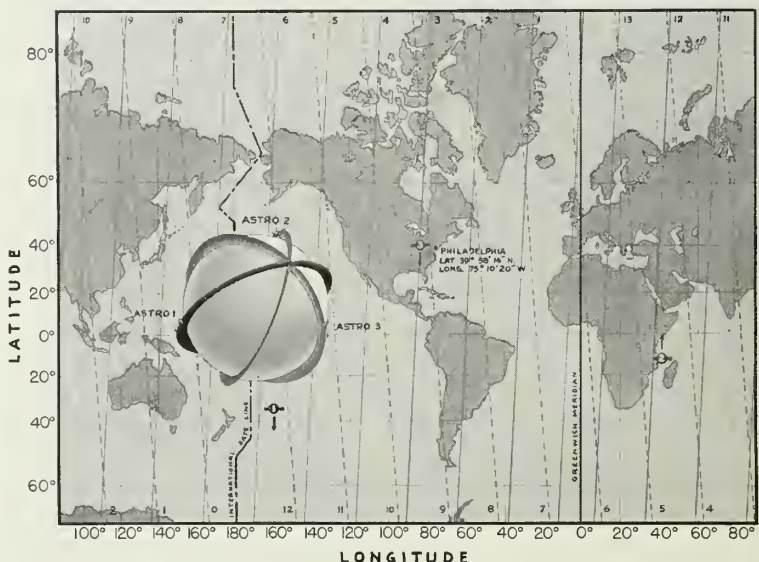 10 9 8 7 6 5 4 3 2 1 13 12 11
80°
60°
40°
20°
0°
20°
40°
60°
LATITUDE
ASTRO 2
ASTRO 1
ASTRO 3
PHILADELPHIA
LAT 39° 58' 14" N.
LONG. 75° 10' 20" W
INTERNATIONAL DATE LINE
GREENWICH MERIDIAN
2 1 0 12 11 10 9 8 7 6 5 4
100° 120° 140° 160° 180° 160° 140° 120° 100° 80° 60° 40° 20° 0° 20° 40° 60° 80°
LONGITUDE